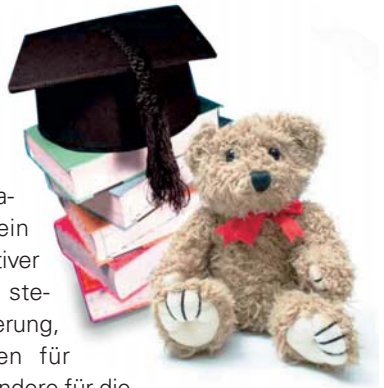 a-
ein
tiver
ste-
erung,
en für
ndere für die